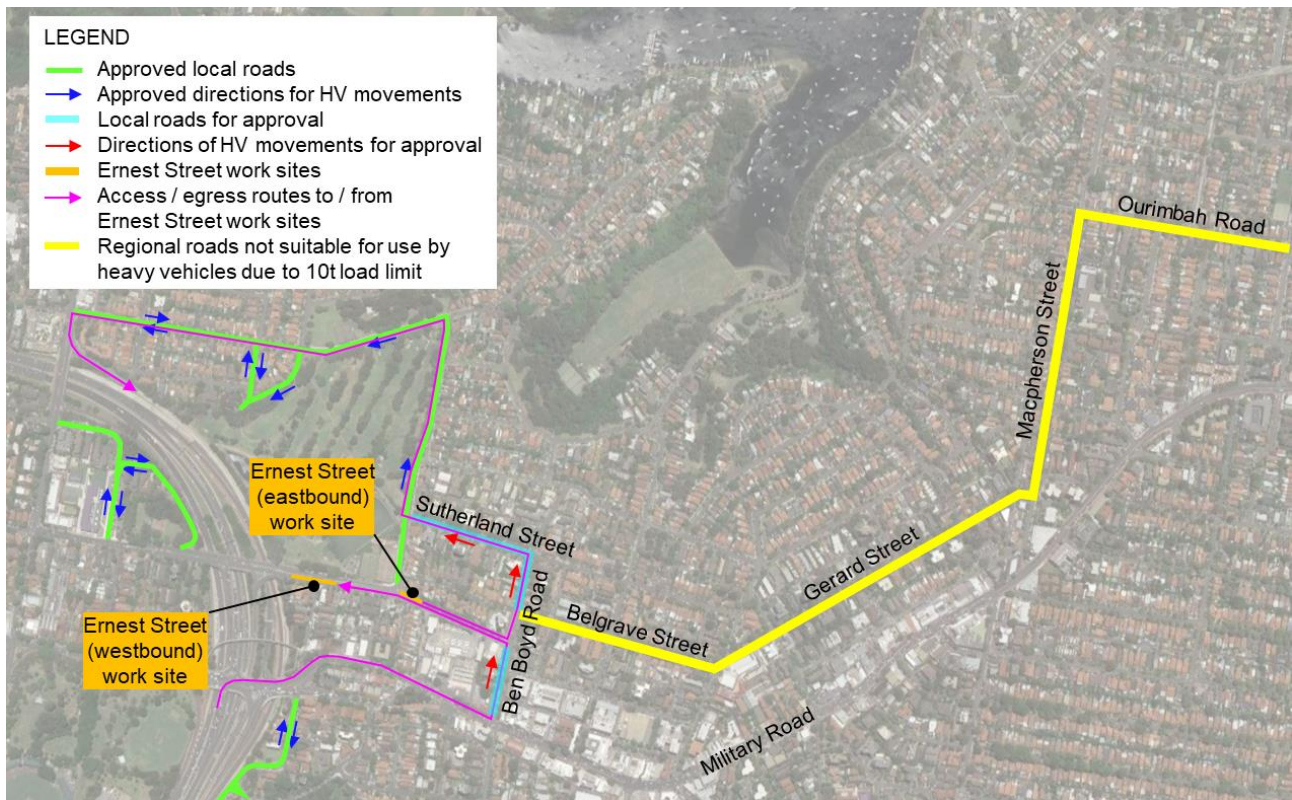 LEGEND
Approved local roads
Approved directions for HV movements
Local roads for approval
Directions of HV movements for approval
Ernest Street work sites
Access / egress routes to / from
Ernest Street work sites
Regional roads not suitable for use by
heavy vehicles due to 10t load limit
Ourimbah Road
Macpherson Street
Ernest Street
(eastbound)
work site
Sutherland Street
Gerard Street
Ben Boyd Road
Belgrave Street
Ernest Street
(westbound)
work site
Military Road